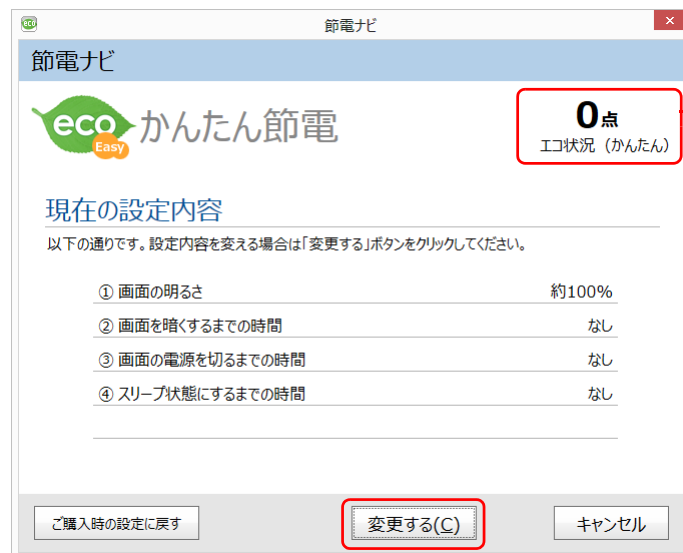 eco
節電ナビ
×
節電ナビ
eco
Easy
かんたん節電
0点
エコ状況（かんたん）
現在の設定内容
以下の通りです。設定内容を変える場合は「変更する」ボタンをクリックしてください。
① 画面の明るさ 約100%
② 画面を暗くするまでの時間 なし
③ 画面の電源を切るまでの時間 なし
④ スリープ状態にするまでの時間 なし
ご購入時の設定に戻す
変更する(C)
キャンセル